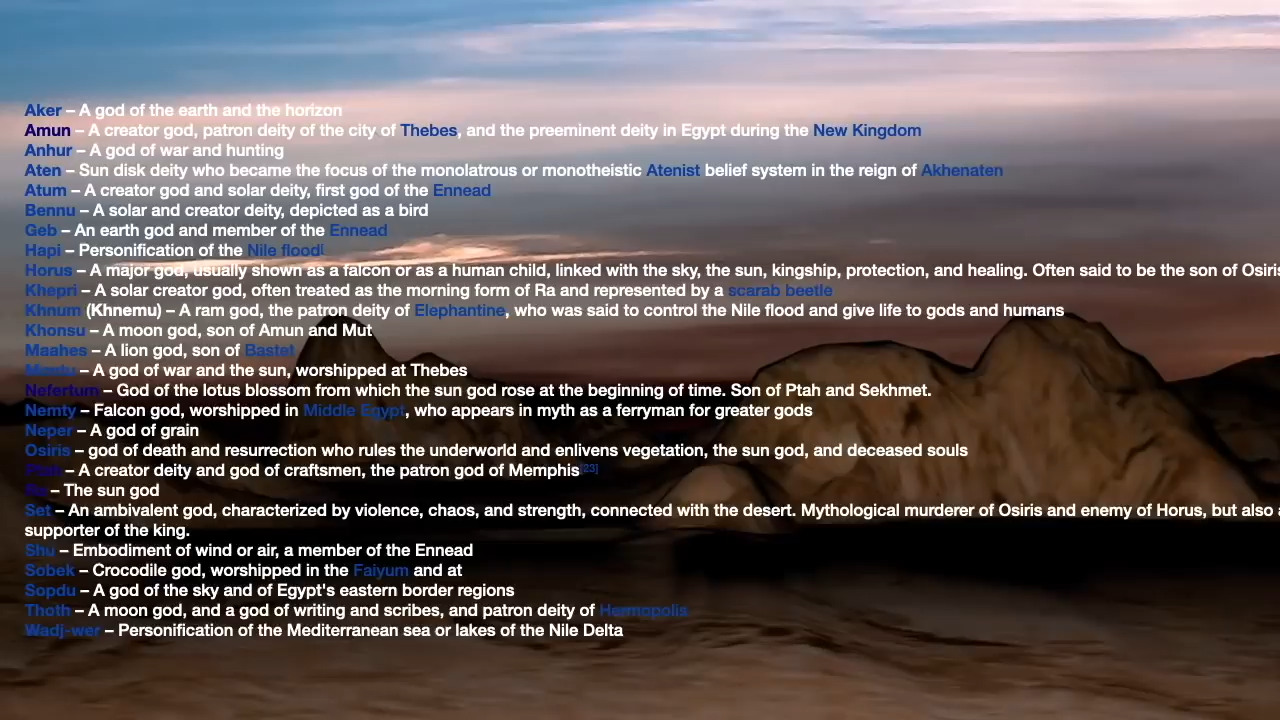 Aker – A god of the earth and the horizon
Amun – A creator god, patron deity of the city of Thebes, and the preeminent deity in Egypt during the New Kingdom
Anhur – A god of war and hunting
Aten – Sun disk deity who became the focus of the monolatrous or monotheistic Atenist belief system in the reign of Akhenaten
Atum – A creator god and solar deity, first god of the Ennead
Bennu – A solar and creator deity, depicted as a bird
Geb – An earth god and member of the Ennead
Hapi – Personification of the Nile flood
Horus – A major god, usually shown as a falcon or as a human child, linked with the sky, the sun, kingship, protection, and healing. Often said to be the son of Osiris
Khepri – A solar creator god, often treated as the morning form of Ra and represented by a scarab beetle
Khnum (Khnemu) – A ram god, the patron deity of Elephantine, who was said to control the Nile flood and give life to gods and humans
Khonsu – A moon god, son of Amun and Mut
Maahes – A lion god, son of Bastet
Montu – A god of war and the sun, worshipped at Thebes
Nefertum – God of the lotus blossom from which the sun god rose at the beginning of time. Son of Ptah and Sekhmet.
Nemty – Falcon god, worshipped in Middle Egypt, who appears in myth as a ferryman for greater gods
Neper – A god of grain
Osiris – god of death and resurrection who rules the underworld and enlivens vegetation, the sun god, and deceased souls
Ptah – A creator deity and god of craftsmen, the patron god of Memphis[23]
Ra – The sun god
Set – An ambivalent god, characterized by violence, chaos, and strength, connected with the desert. Mythological murderer of Osiris and enemy of Horus, but also a
supporter of the king.
Shu – Embodiment of wind or air, a member of the Ennead
Sobek – Crocodile god, worshipped in the Faiyum and at
Sopdu – A god of the sky and of Egypt's eastern border regions
Thoth – A moon god, and a god of writing and scribes, and patron deity of Hermopolis
Wadj-wer – Personification of the Mediterranean sea or lakes of the Nile Delta